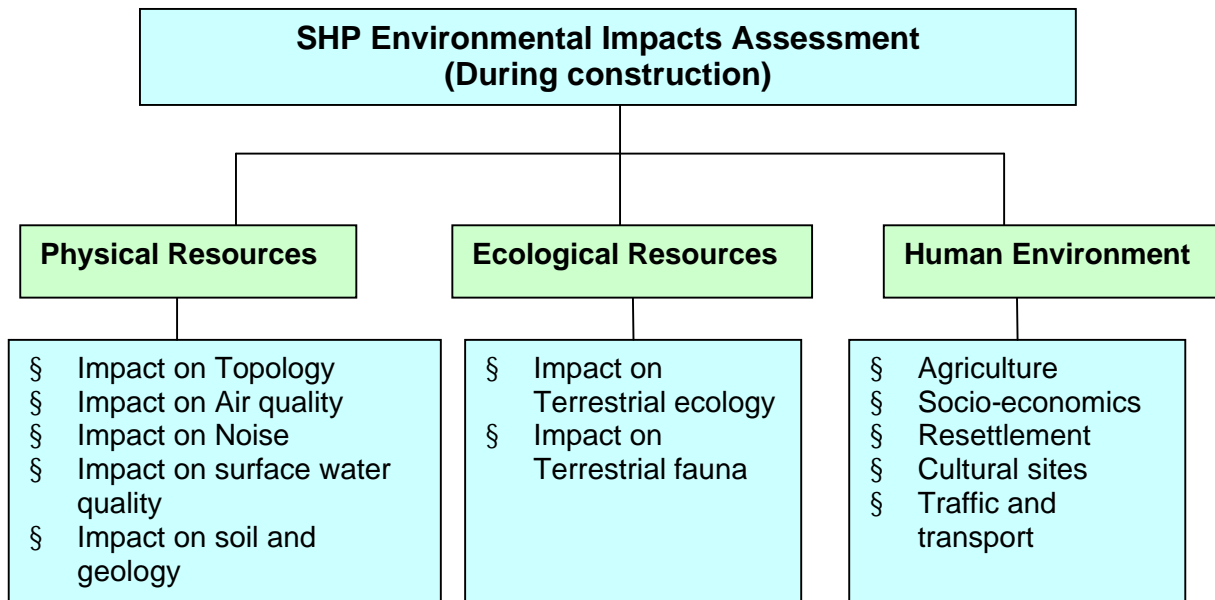 SHP Environmental Impacts Assessment
(During construction)
Physical Resources
Ecological Resources
Human Environment
§ Impact on Topology
§ Impact on Air quality
§ Impact on Noise
§ Impact on surface water
quality
§ Impact on soil and
geology
§ Impact on
Terrestrial ecology
§ Impact on
Terrestrial fauna
§ Agriculture
§ Socio-economics
§ Resettlement
§ Cultural sites
§ Traffic and
transport